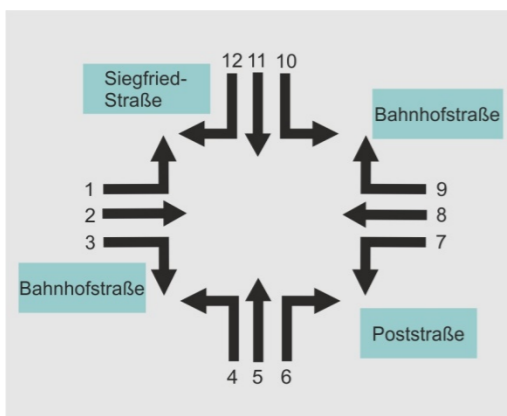 12 11 10
Siegfried-
Straße
Bahnhofstraße
1
9
2
8
3
7
Bahnhofstraße
Poststraße
4 5 6